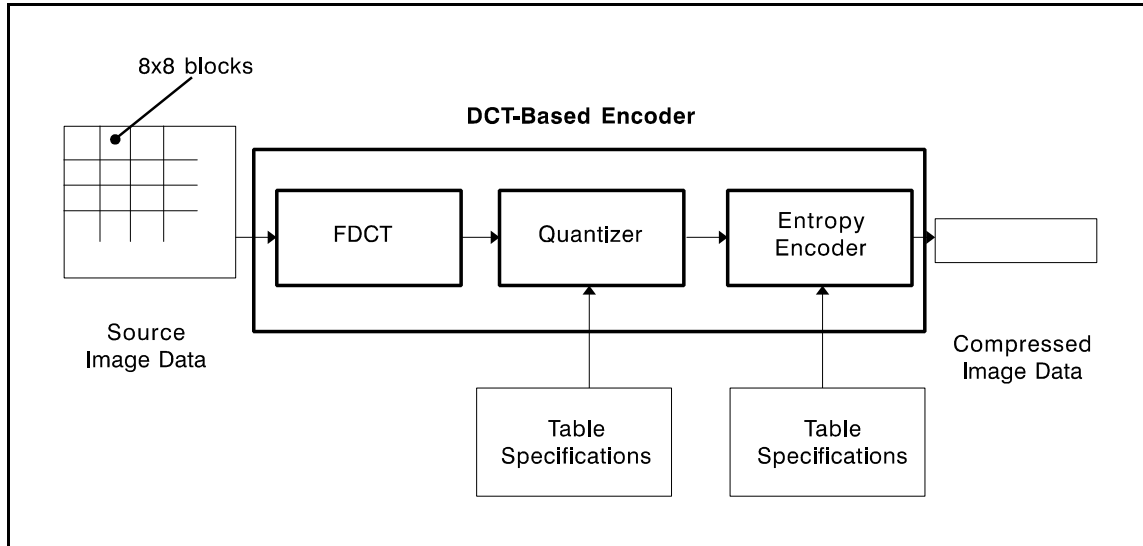 8x8 blocks
DCT-Based Encoder
FDCT
Quantizer
Entropy
Encoder
Source
Image Data
Compressed
Image Data
Table
Specifications
Table
Specifications